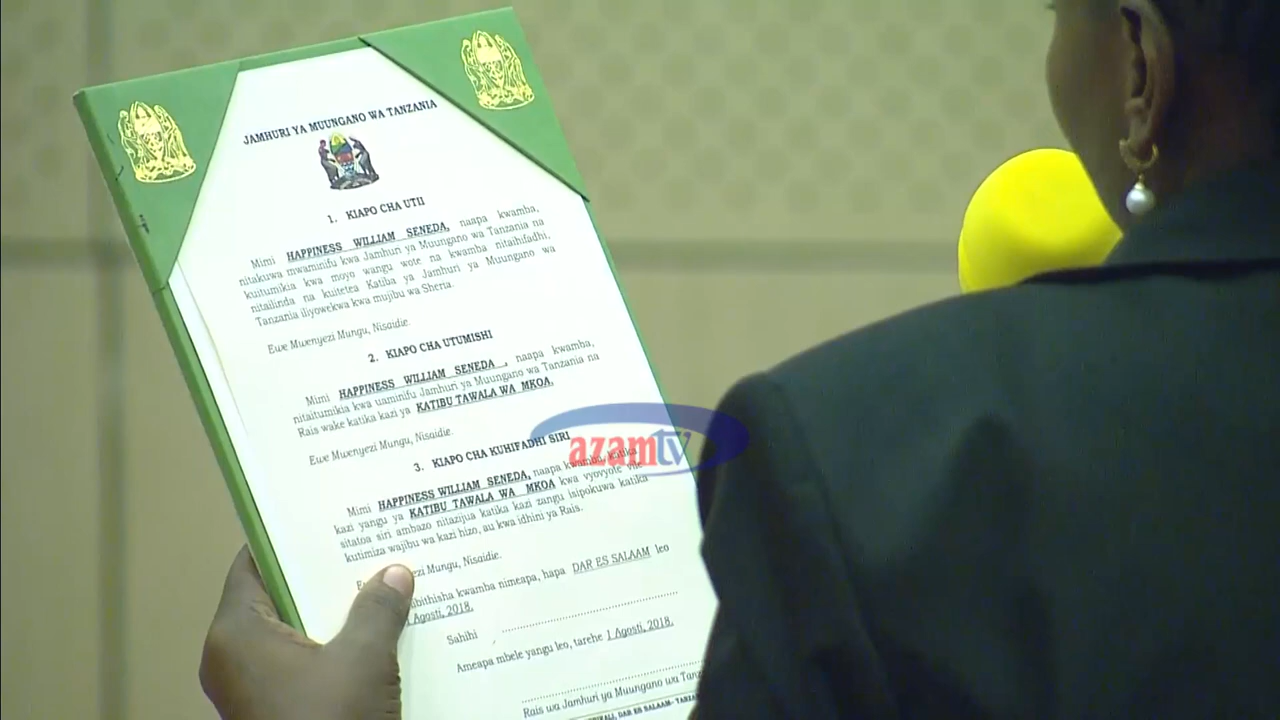 JAMHURI YA MUUNGANO WA TANZANIA
1. KIAPO CHA UTII
Mimi HAPPINESS WILLIAM SENEDA, naapa kwamba,
nitakuwa mwaminifu kwa Jamhuri ya Muungano wa Tanzania na
kuitumikia kwa moyo wangu wote na kwamba nitaihifadhi,
nitailinda na kuitetea Katiba ya Jamhuri ya Muungano wa
Tanzania iliyowekwa kwa mujibu wa Sheria.
Ewe Mwenyezi Mungu, Nisaidie.
2. KIAPO CHA UTUMISHI
Mimi HAPPINESS WILLIAM SENEDA , naapa kwamba,
nitaitumikia kwa uaminifu Jamhuri ya Muungano wa Tanzania na
Rais wake katika kazi ya KATIBU TAWALA WA MKOA.
Ewe Mwenyezi Mungu, Nisaidie.
3. KIAPO CHA KUHIFADHI SIRI
Mimi HAPPINESS WILLIAM SENEDA, naapa kwamba, katika
kazi yangu ya KATIBU TAWALA WA MKOA kwa vyovyote vile
sitatoa siri ambazo nitazijua katika kazi zangu isipokuwa katika
kutimiza wajibu wa kazi hizo, au kwa idhini ya Rais.
Mungu, Nisaidie.
kwamba nimeapa, hapa DAR ES SALAAM leo
Agosti, 2018.
Sahihi
Ameapa mbele yangu leo, tarehe 1 Agosti, 2018.
Rais wa Jamhuri ya Muungano wa
DAR ES SALAAM-
azamtv